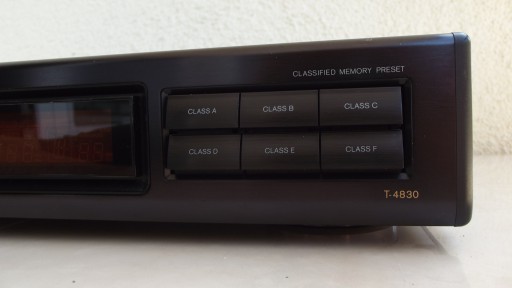 CLASSIFIED MEMORY PRESET
CLASS A CLASS B CLASS C
CLASS D CLASS E CLASS F
T-4830